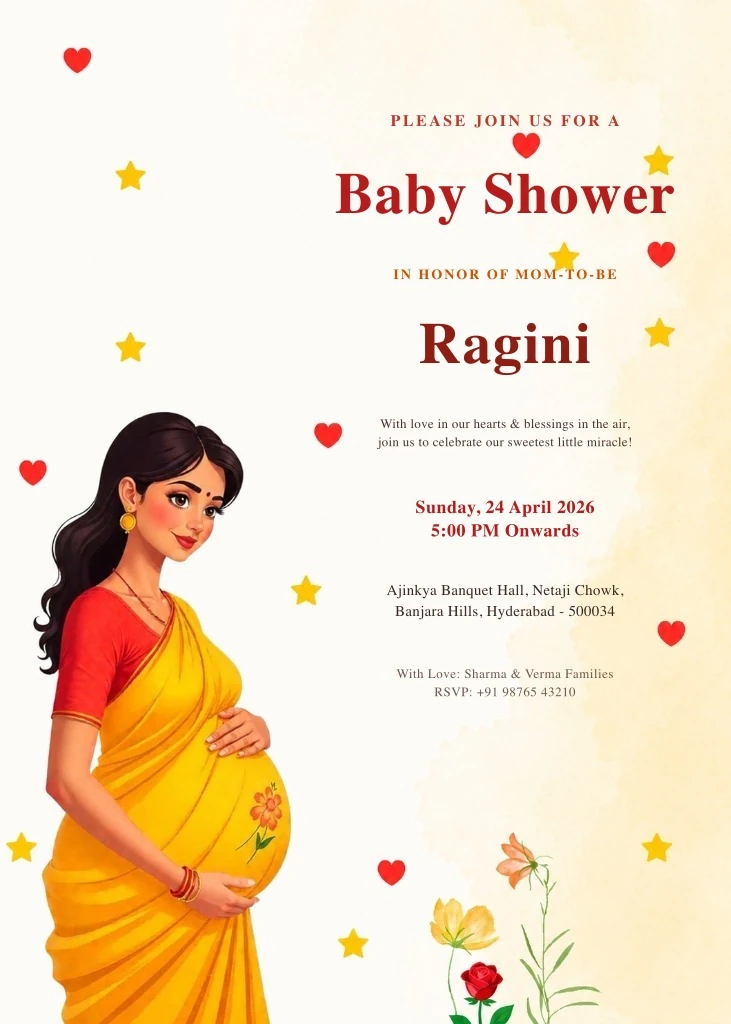 PLEASE JOIN US FOR A
Baby Shower
IN HONOR OF MOM-TO-BE
Ragini
With love in our hearts & blessings in the air,
join us to celebrate our sweetest little miracle!
Sunday, 24 April 2026
5:00 PM Onwards
Ajinkya Banquet Hall, Netaji Chowk,
Banjara Hills, Hyderabad - 500034
With Love: Sharma & Verma Families
RSVP: +91 98765 43210